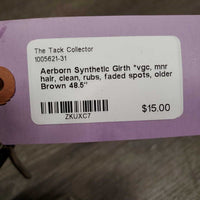 The Tack Collector
1005621-31
Aerborn Synthetic Girth *vgc, mnr
hair, clean, rubs, faded spots, older
Brown 48.5"
$15.00
ZKUXC7